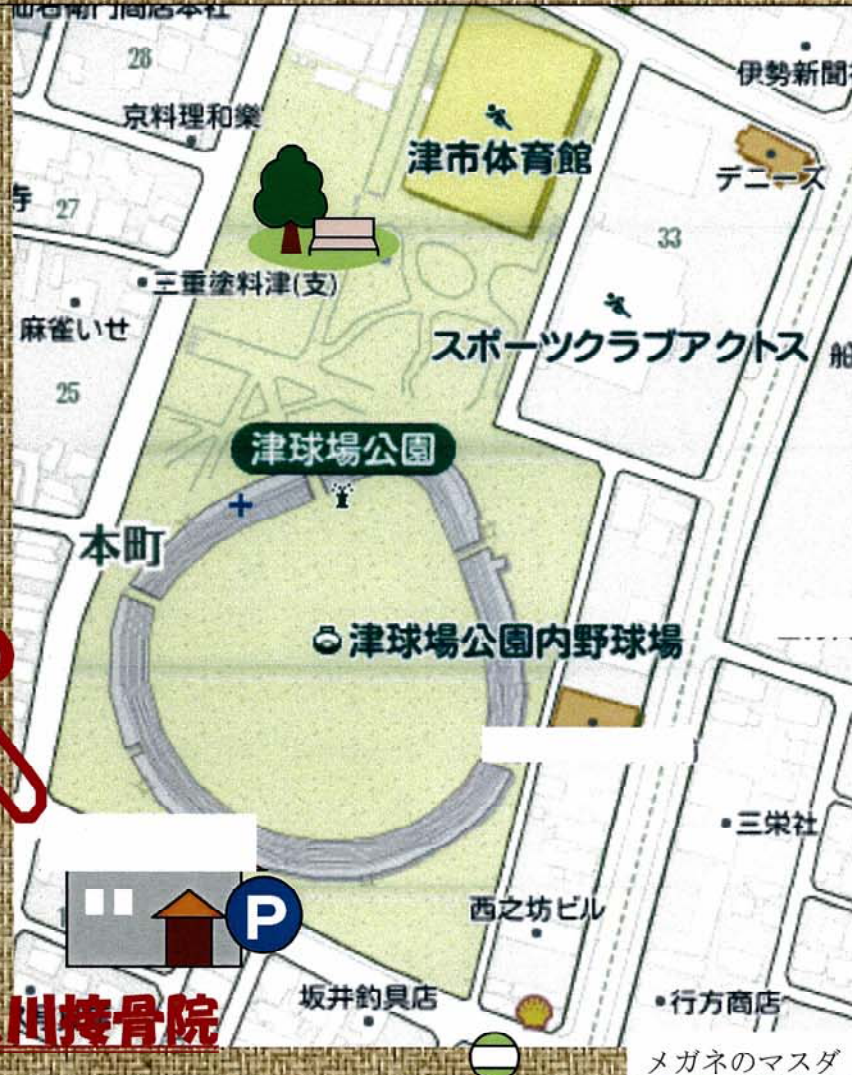 28
京料理和樂
伊勢新聞
津市体育館
デニーズ
寺
27
33
三重塗料津(支)
麻雀いせ
スポーツクラブアクトス
船
25
津球場公園
本町
津球場公園内野球場
三栄社
西之坊ビル
P
坂井釣具店
行方商店
川接骨院
メガネのマスダ